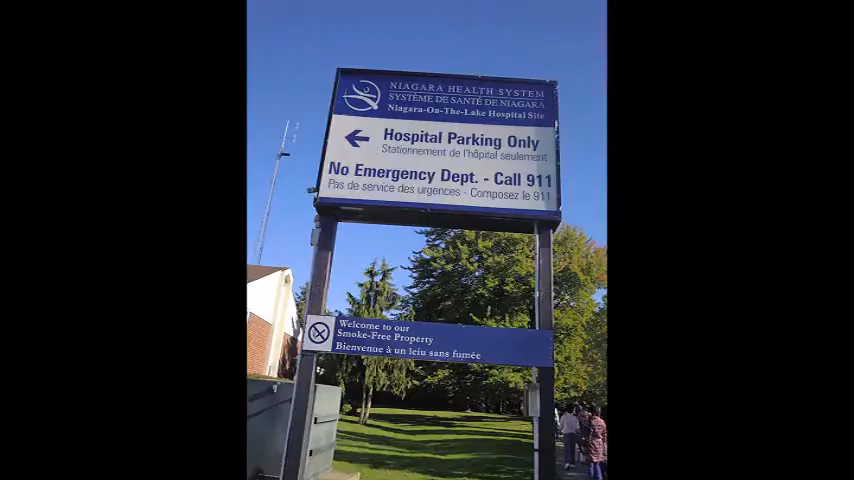 NIAGARA HEALTH SYSTEM
SYSTÈME DE SANTÉ DE NIAGARA
Niagara-On-The-Lake Hospital Site
Hospital Parking Only
Stationnement de l'hôpital seulement
No Emergency Dept. - Call 911
Pas de service des urgences - Composez le 911
Welcome to our
Smoke-Free Property
Bienvenue à un leiu sans fumée